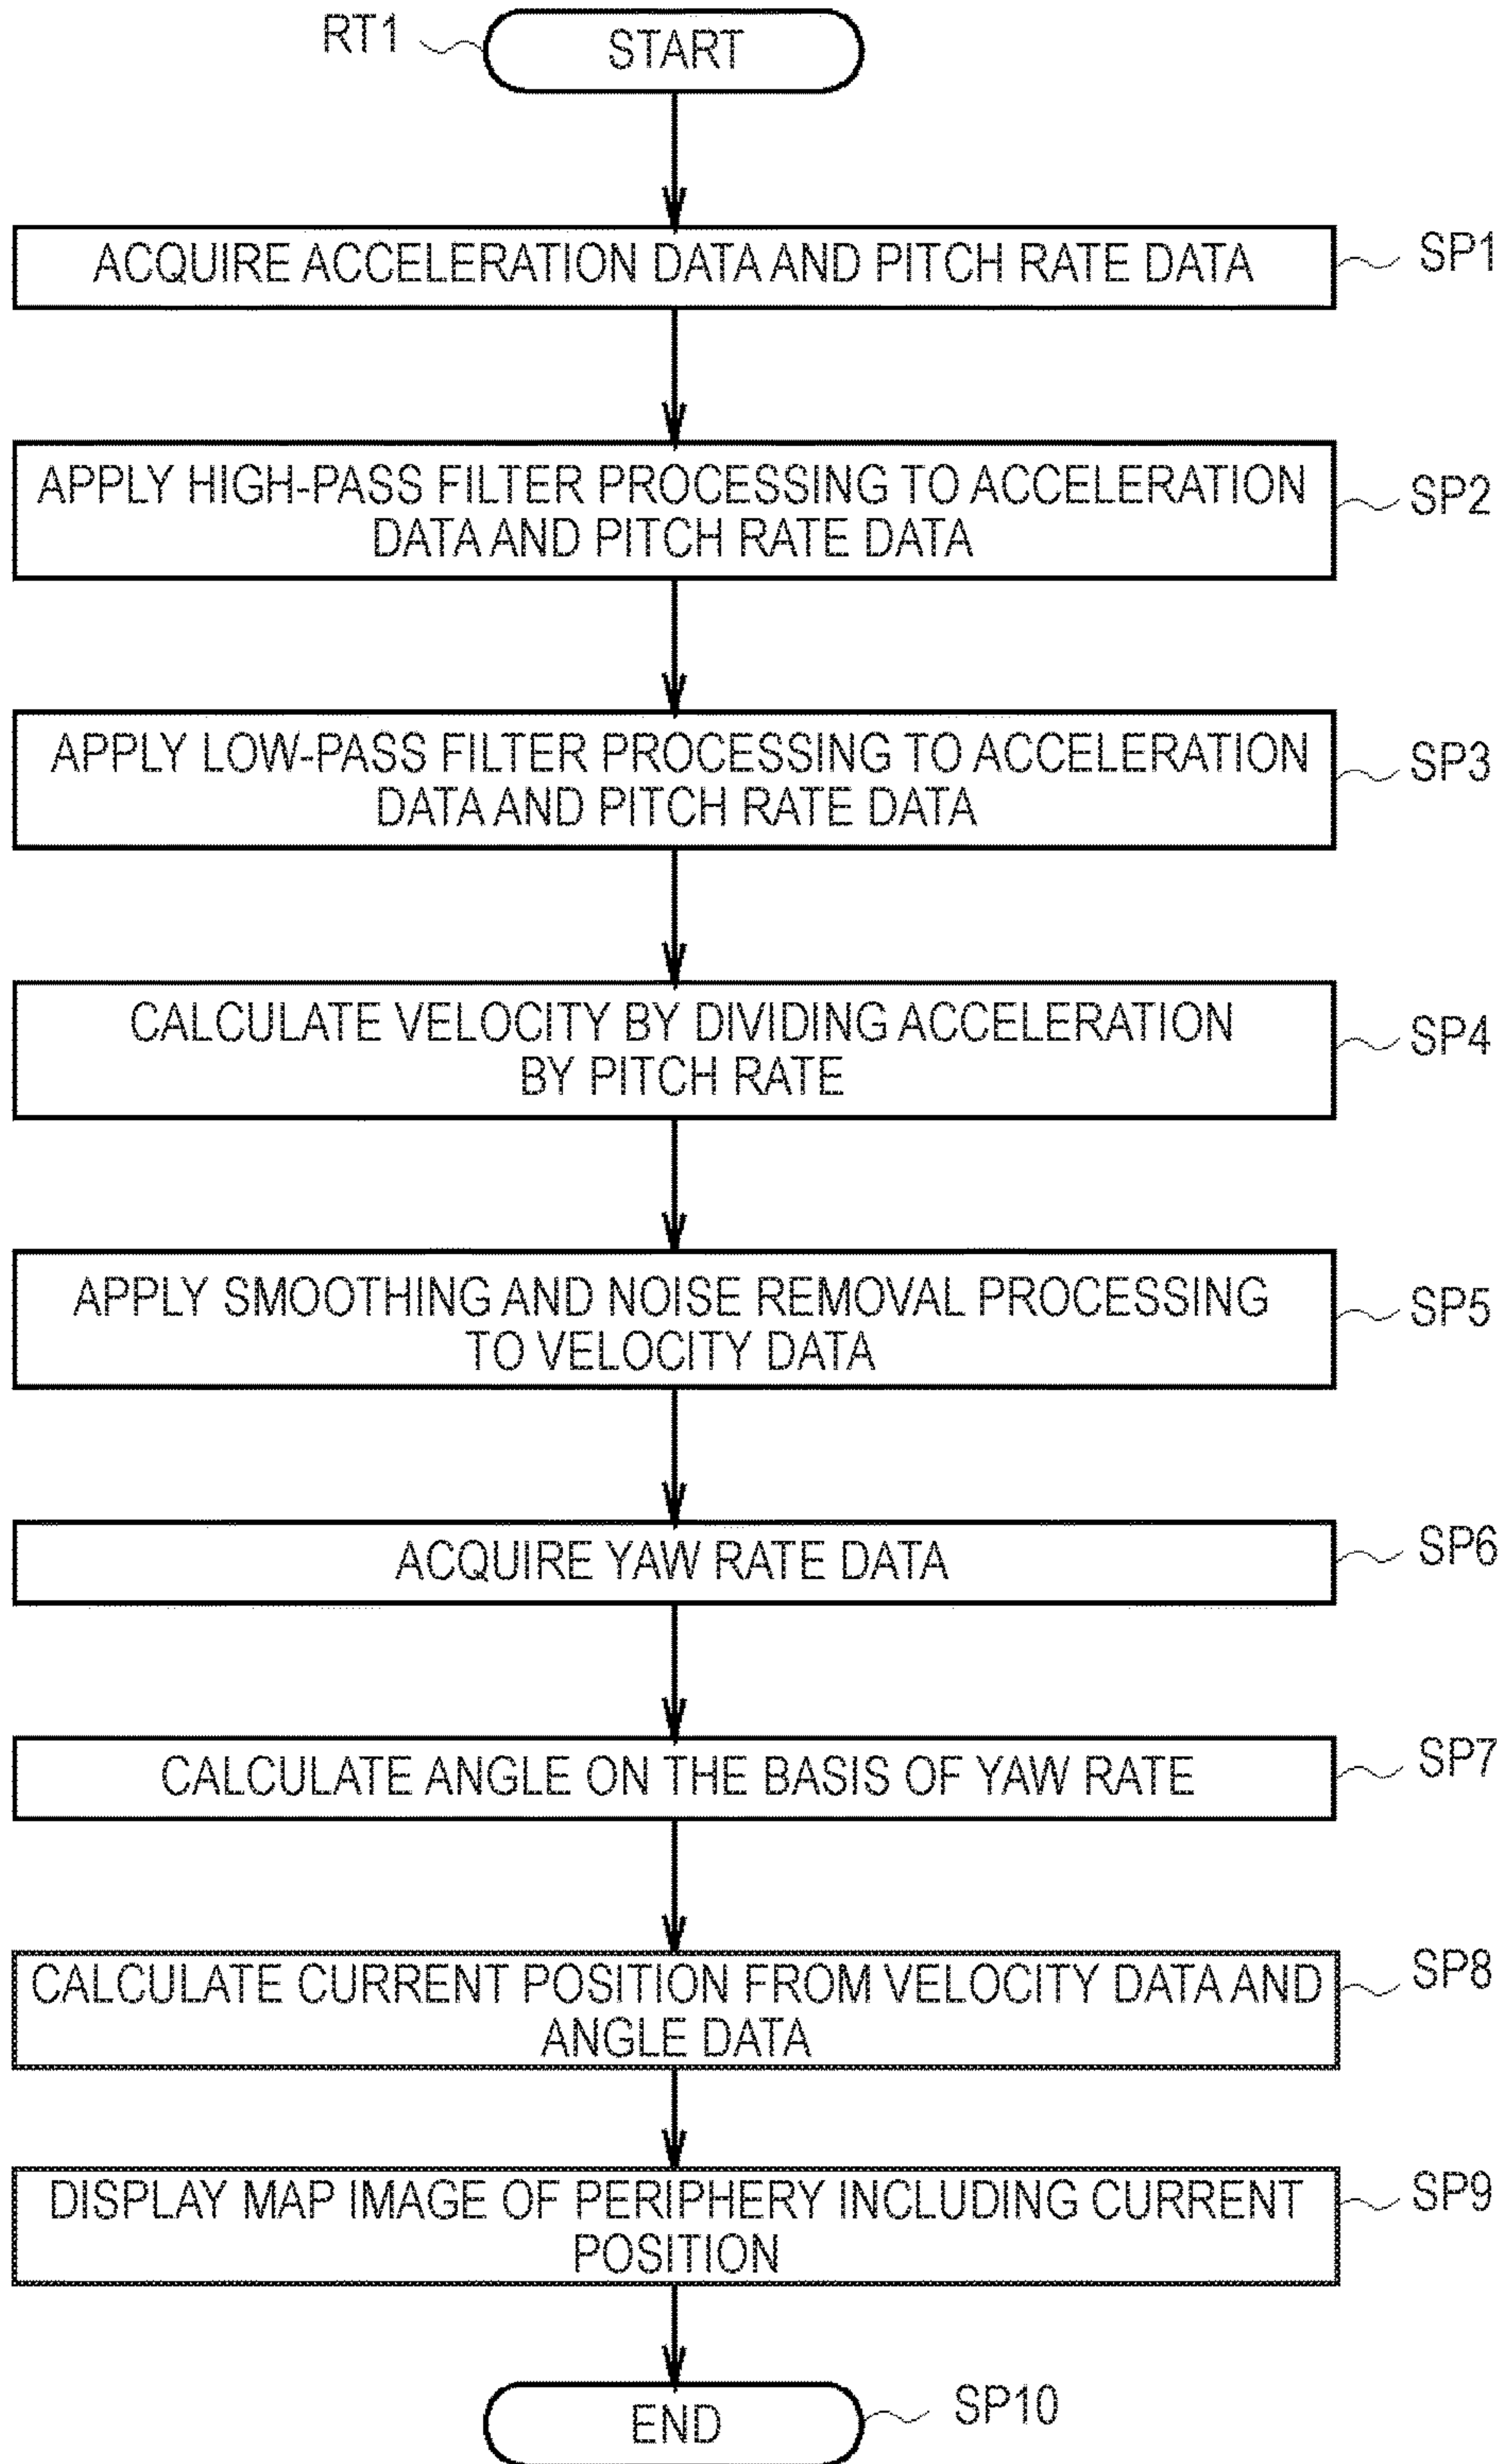 RT1
START
ACQUIRE ACCELERATION DATA AND PITCH RATE DATA
SP1
APPLY HIGH-PASS FILTER PROCESSING TO ACCELERATION
DATA AND PITCH RATE DATA
SP2
APPLY LOW-PASS FILTER PROCESSING TO ACCELERATION
DATA AND PITCH RATE DATA
SP3
CALCULATE VELOCITY BY DIVIDING ACCELERATION
BY PITCH RATE
SP4
APPLY SMOOTHING AND NOISE REMOVAL PROCESSING
TO VELOCITY DATA
SP5
ACQUIRE YAW RATE DATA
SP6
CALCULATE ANGLE ON THE BASIS OF YAW RATE
SP7
CALCULATE CURRENT POSITION FROM VELOCITY DATA AND
ANGLE DATA
SP8
DISPLAY MAP IMAGE OF PERIPHERY INCLUDING CURRENT
POSITION
SP9
END
SP10